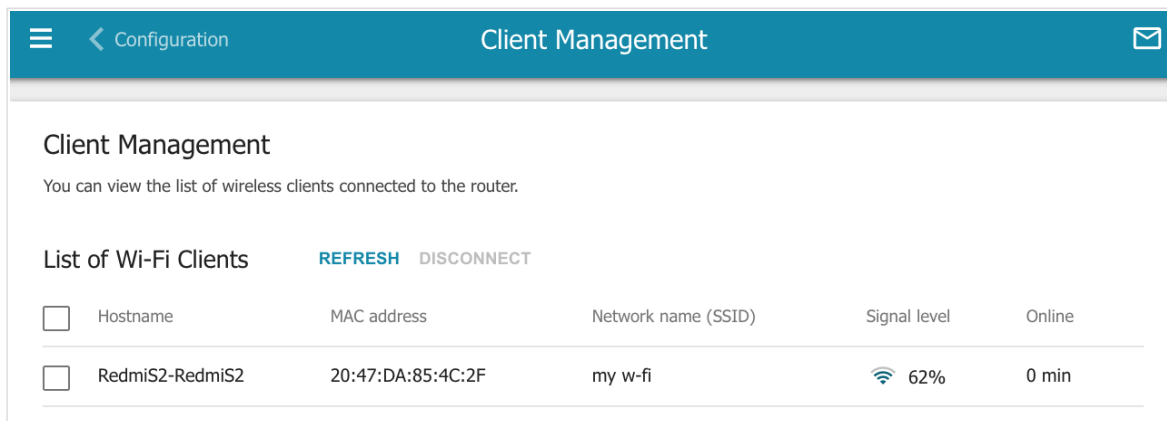 Configuration Client Management
Client Management
You can view the list of wireless clients connected to the router.
List of Wi-Fi Clients REFRESH DISCONNECT
Hostname MAC address Network name (SSID) Signal level Online
RedmiS2-RedmiS2 20:47:DA:85:4C:2F my w-fi 62% 0 min